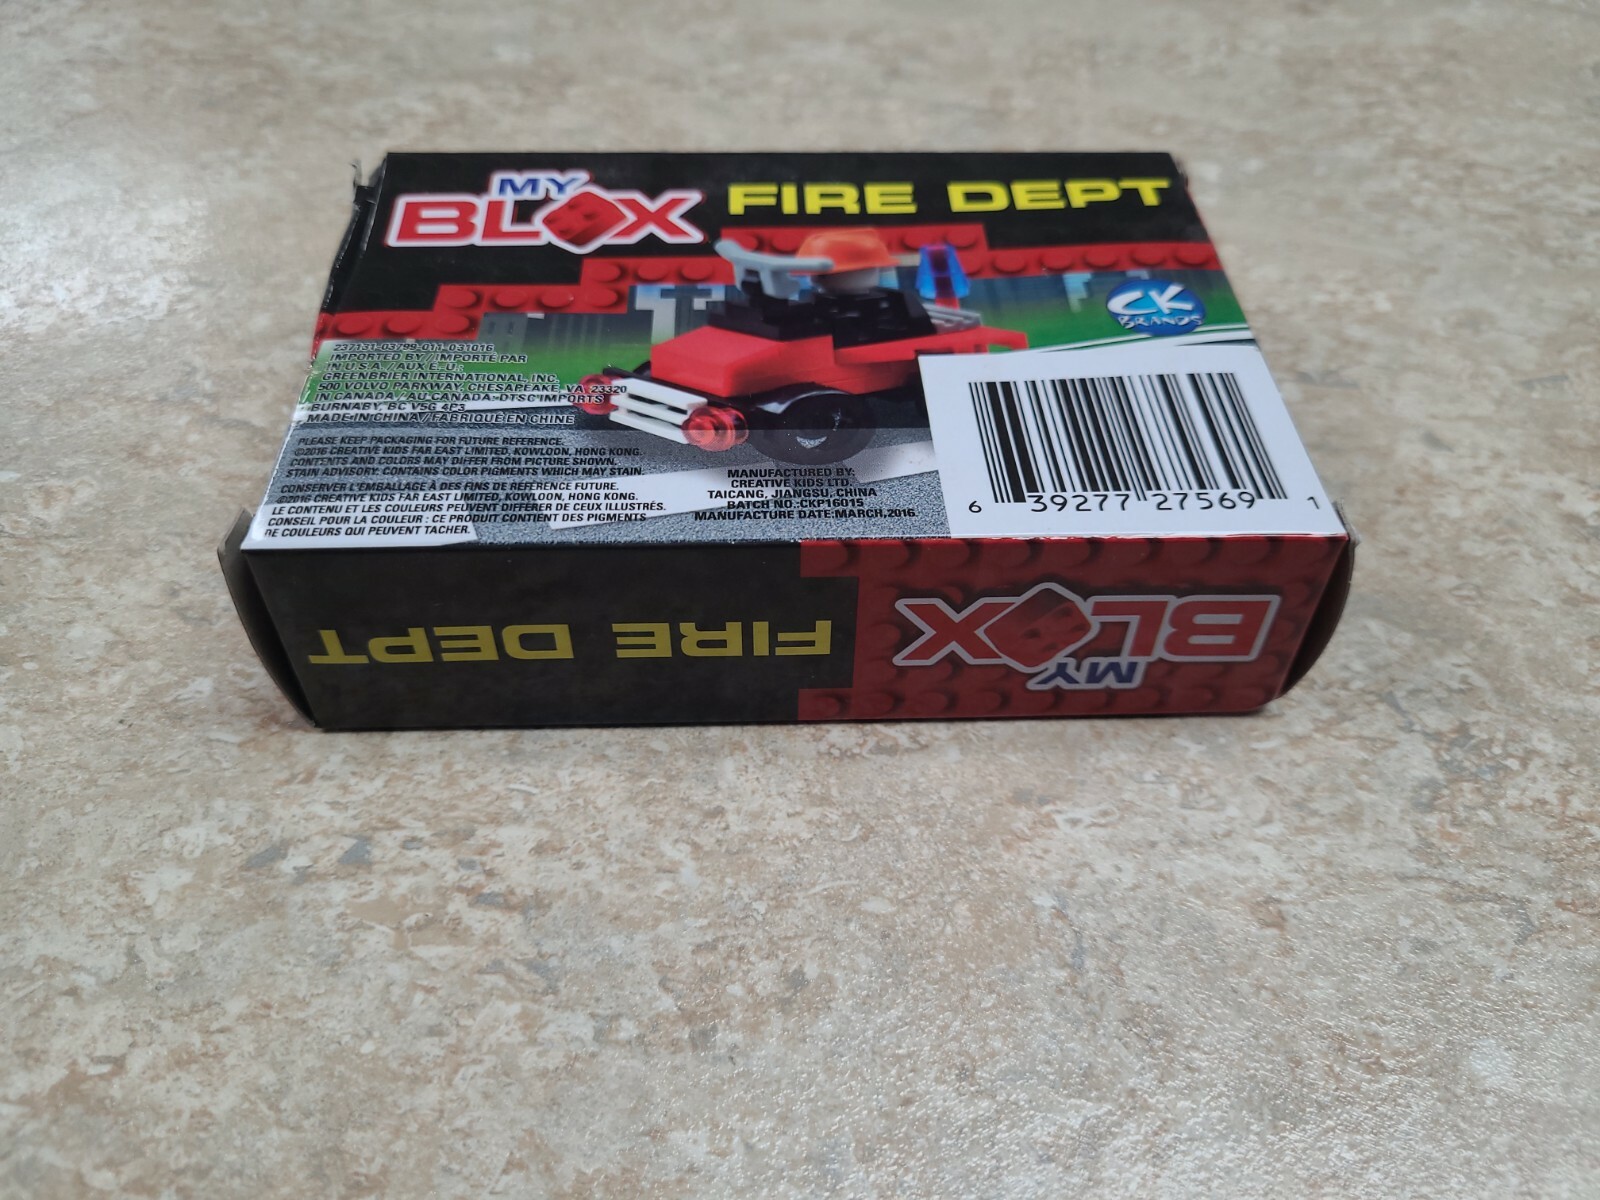 MY
BLOX
FIRE DEPT
CK
BRANDS
237131-03799-011-031016
IMPORTED BY / IMPORTÉ PAR
IN U.S.A. / AUX É.-U.:
GREENBRIER INTERNATIONAL, INC.
500 VOLVO PARKWAY, CHESAPEAKE, VA 23320
IN CANADA / AU CANADA: DTSC IMPORTS
BURNABY, BC V5G 4P3
MADE IN CHINA / FABRIQUÉ EN CHINE
PLEASE KEEP PACKAGING FOR FUTURE REFERENCE.
©2016 CREATIVE KIDS FAR EAST LIMITED, KOWLOON, HONG KONG.
CONTENTS AND COLORS MAY DIFFER FROM PICTURE SHOWN.
STAIN ADVISORY: CONTAINS COLOR PIGMENTS WHICH MAY STAIN.
CONSERVER L'EMBALLAGE À DES FINS DE RÉFÉRENCE FUTURE.
©2016 CREATIVE KIDS FAR EAST LIMITED, KOWLOON, HONG KONG.
LE CONTENU ET LES COULEURS PEUVENT DIFFÉRER DE CEUX ILLUSTRÉS.
CONSEIL POUR LA COULEUR : CE PRODUIT CONTIENT DES PIGMENTS
DE COULEURS QUI PEUVENT TACHER.
MANUFACTURED BY:
CREATIVE KIDS LTD.
TAICANG, JIANGSU, CHINA
BATCH NO.:CKP16015
MANUFACTURE DATE:MARCH,2016
6 39277 27569 1
MY
BLOX
FIRE DEPT